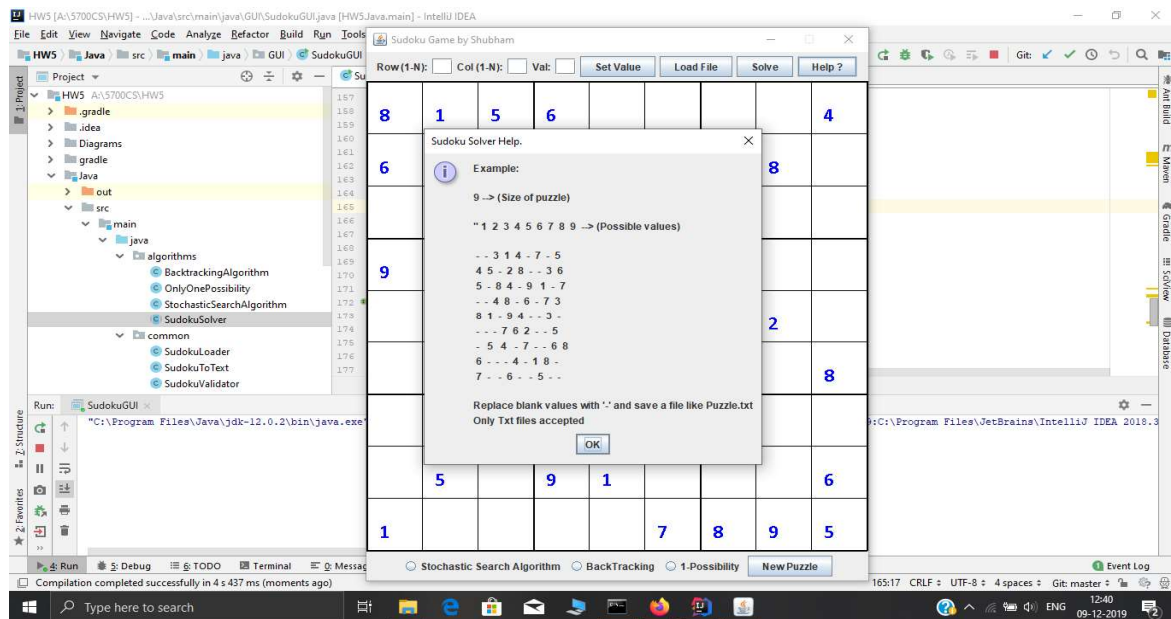 HW5 [A:\5700CS\HW5] - ...\Java\src\main\java\GUI\SudokuGUI.java [HW5.Java.main] - IntelliJ IDEA
File Edit View Navigate Code Analyze Refactor Build Run Tools
HW5 Java src main java GUI SudokuGUI
Git:
Project
HW5 A:\5700CS\HW5
.gradle
.idea
Diagrams
gradle
Java
out
src
main
java
algorithms
BacktrackingAlgorithm
OnlyOnePossibility
StochasticSearchAlgorithm
SudokuSolver
common
SudokuLoader
SudokuToText
SudokuValidator
1: Project
Su
157
158
159
160
161
162
163
164
165
166
167
168
169
170
171
172
173
174
175
176
177
Sudoku Game by Shubham
Row (1-N): Col (1-N): Val: Set Value Load File Solve Help ?
8 1 5 6 4
6 8
9
2
8
5 9 1 6
1 7 8 9 5
Sudoku Solver Help.
Example:
9 --> (Size of puzzle)
"1 2 3 4 5 6 7 8 9 --> (Possible values)
- - 3 1 4 - 7 - 5
4 5 - 2 8 - - 3 6
5 - 8 4 - 9 1 - 7
- - 4 8 - 6 - 7 3
8 1 - 9 4 - - 3 -
- - - 7 6 2 - - 5
- 5 4 - 7 - - 6 8
6 - - - 4 - 1 8 -
7 - - 6 - - 5 - -
Replace blank values with '-' and save a file like Puzzle.txt
Only Txt files accepted
OK
Stochastic Search Algorithm BackTracking 1-Possibility New Puzzle
Ant Build
Maven
Gradle
SciView
Database
Run: SudokuGUI
"C:\Program Files\Java\jdk-12.0.2\bin\java.exe"
:C:\Program Files\JetBrains\IntelliJ IDEA 2018.3
7: Structure
2: Favorites
4: Run 5: Debug 6: TODO Terminal 0: Messag
Event Log
Compilation completed successfully in 4 s 437 ms (moments ago)
165:17 CRLF UTF-8 4 spaces Git: master
Type here to search
ENG
12:40
09-12-2019
2